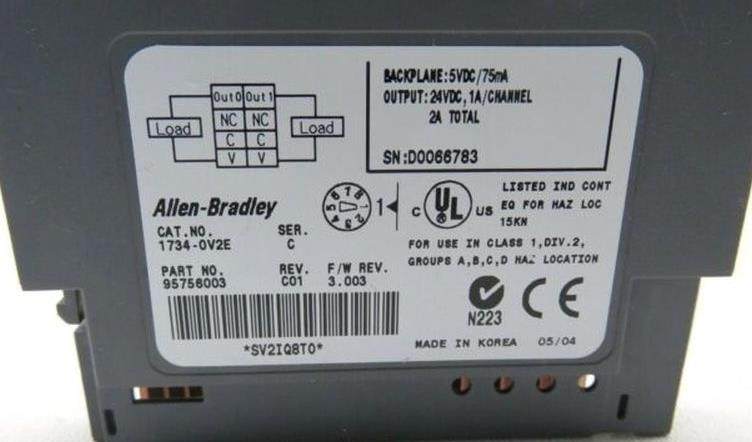 BACKPLANE:5VDC/75mA
OUTPUT:24VDC,1A/CHANNEL
2A TOTAL
SN:D0066783
Out0 Out1
NC NC
Load C C Load
V V
Allen-Bradley
CAT.NO. SER.
1734-OV2E C
PART NO. REV. F/W REV.
95756003 C01 3.003
*SV2IQ8T0*
1
C UL US
LISTED IND CONT
EQ FOR HAZ LOC
15KN
FOR USE IN CLASS 1,DIV.2,
GROUPS A,B,C,D HAZ LOCATION
N223
CE
MADE IN KOREA 05/04